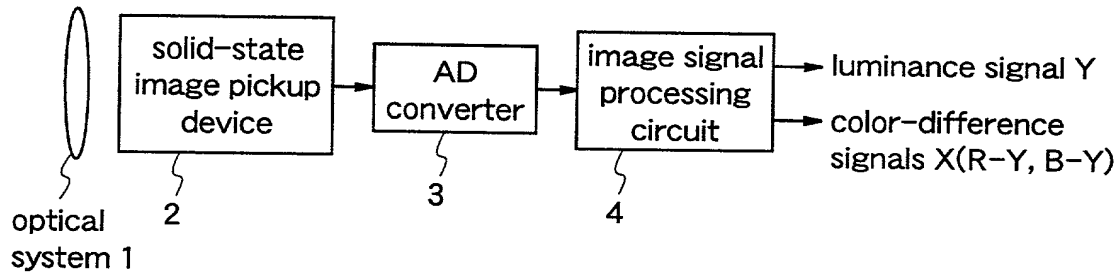 solid-state
image pickup
device
AD
converter
image signal
processing
circuit
luminance signal Y
color-difference
signals X(R-Y, B-Y)
optical
system 1
2
3
4